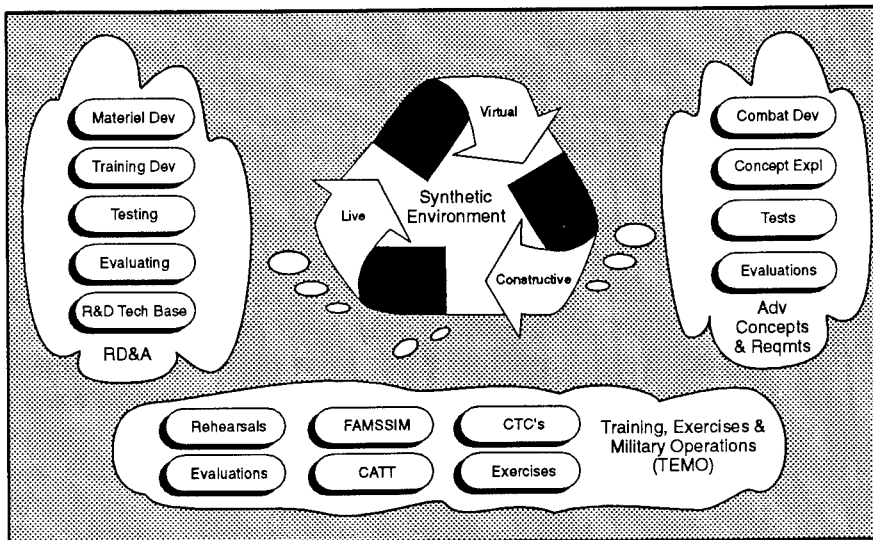 Materiel Dev
Training Dev
Testing
Evaluating
R&D Tech Base
RD&A
Virtual
Synthetic
Environment
Live
Constructive
Combat Dev
Concept Expl
Tests
Evaluations
Adv
Concepts
& Reqmts
Rehearsals
FAMSSIM
CTC's
Evaluations
CATT
Exercises
Training, Exercises &
Military Operations
(TEMO)